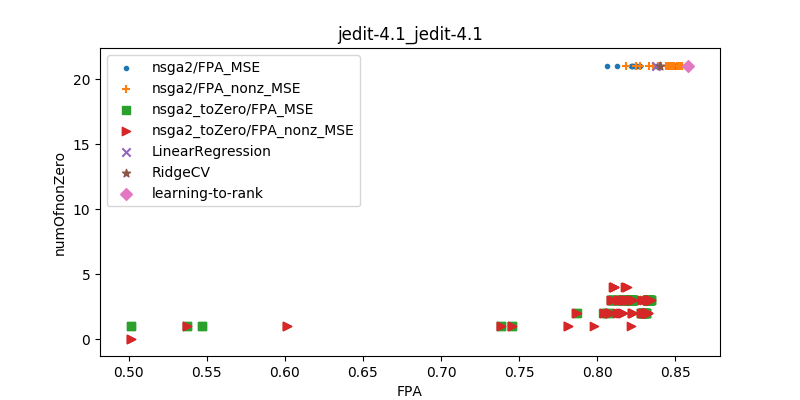 jedit-4.1_jedit-4.1
nsga2/FPA_MSE
nsga2/FPA_nonz_MSE
nsga2_toZero/FPA_MSE
nsga2_toZero/FPA_nonz_MSE
LinearRegression
RidgeCV
learning-to-rank
numOfnonZero
20
15
10
5
0
0.50 0.55 0.60 0.65 0.70 0.75 0.80 0.85
FPA